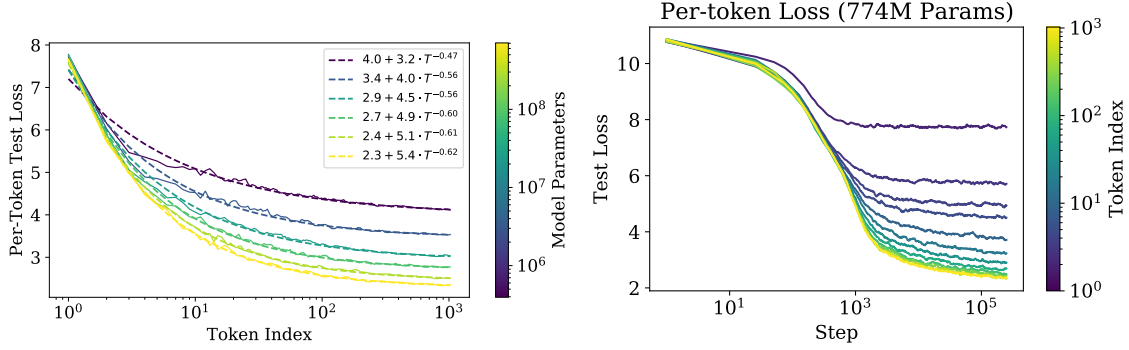 Per-token Loss (774M Params)
8
7
6
5
4
3
Per-Token Test Loss
4.0 + 3.2 · T^−0.47
3.4 + 4.0 · T^−0.56
2.9 + 4.5 · T^−0.56
2.7 + 4.9 · T^−0.60
2.4 + 5.1 · T^−0.61
2.3 + 5.4 · T^−0.62
10^0
10^1
10^2
10^3
Token Index
10^8
10^7
10^6
Model Parameters
10
8
6
4
2
Test Loss
10^1
10^3
10^5
Step
10^3
10^2
10^1
10^0
Token Index